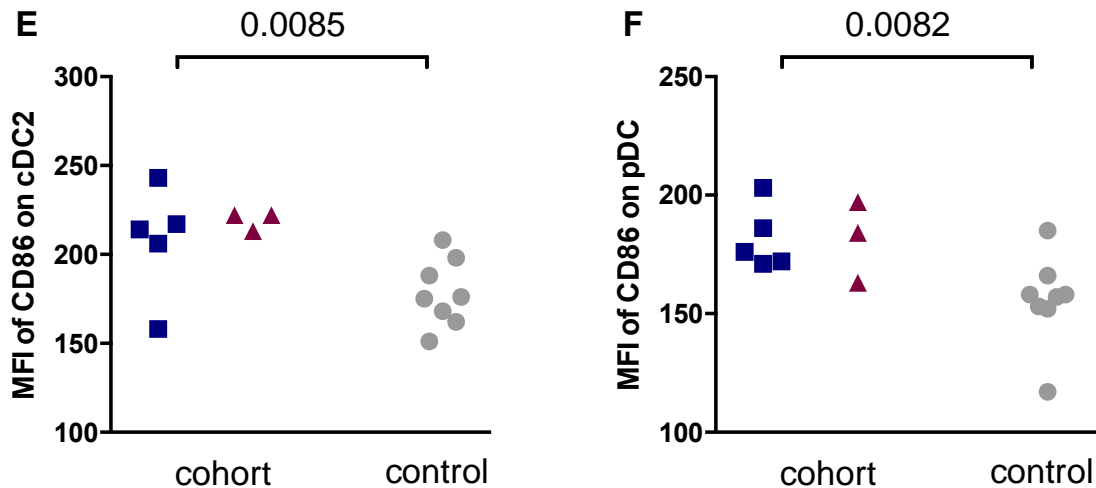 E
0.0085
MFI of CD86 on cDC2
300
250
200
150
100
cohort
control
F
0.0082
MFI of CD86 on pDC
250
200
150
100
cohort
control